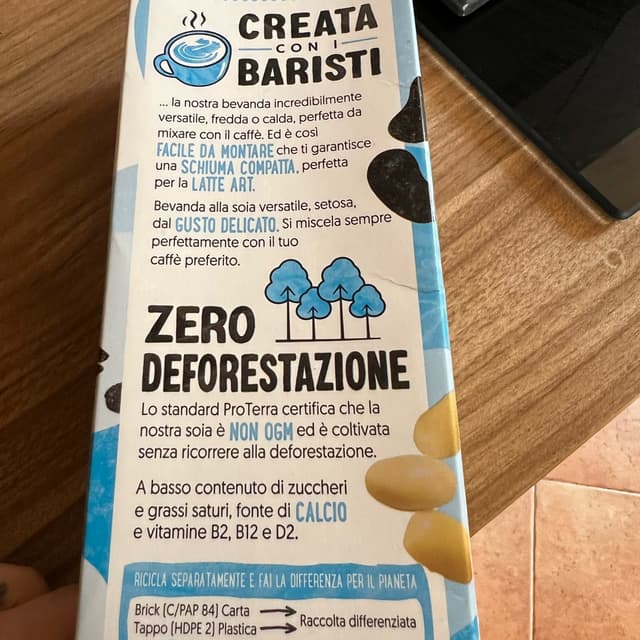 CREATA
CON I
BARISTI
... la nostra bevanda incredibilmente
versatile, fredda o calda, perfetta da
mixare con il caffè. Ed è così
FACILE DA MONTARE che ti garantisce
una SCHIUMA COMPATTA, perfetta
per la LATTE ART.
Bevanda alla soia versatile, setosa,
dal GUSTO DELICATO. Si miscela sempre
perfettamente con il tuo
caffè preferito.
ZERO
DEFORESTAZIONE
Lo standard ProTerra certifica che la
nostra soia è NON OGM ed è coltivata
senza ricorrere alla deforestazione.
A basso contenuto di zuccheri
e grassi saturi, fonte di CALCIO
e vitamine B2, B12 e D2.
RICICLA SEPARATAMENTE E FAI LA DIFFERENZA PER IL PIANETA
Brick (C/PAP 84) Carta
Tappo (HDPE 2) Plastica
Raccolta differenziata